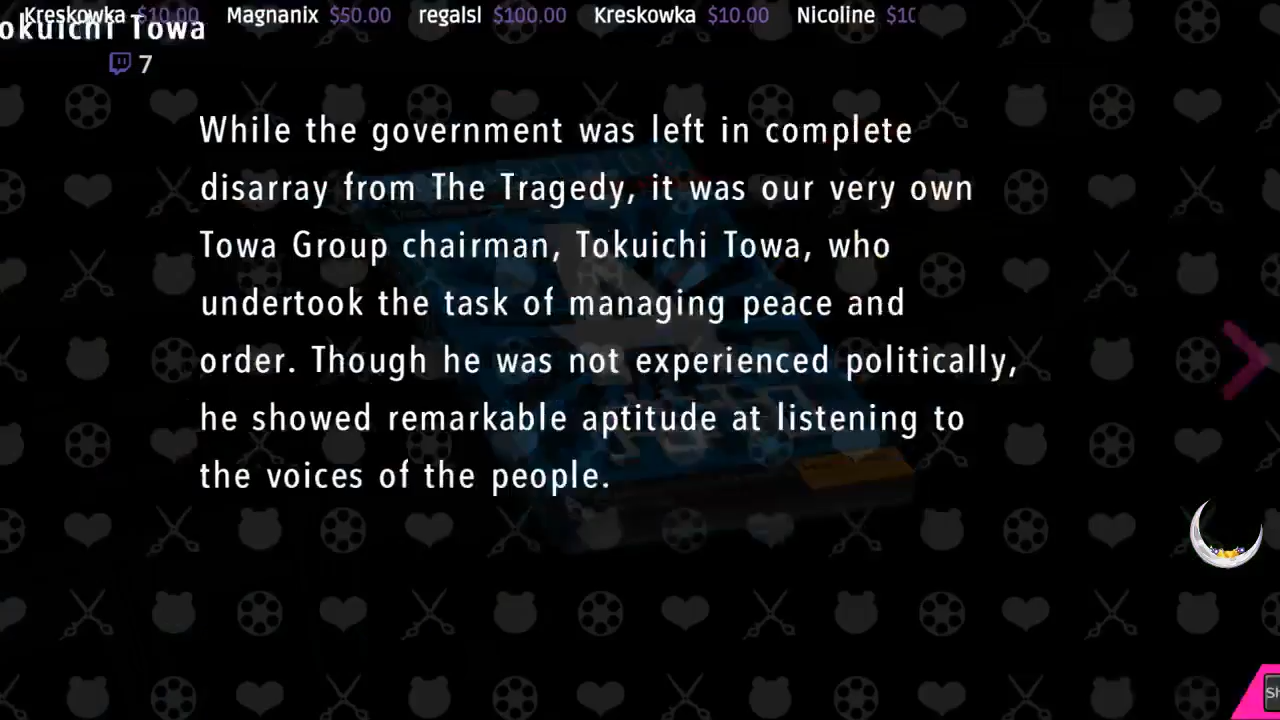 Kreskowka $10.00 Magnanix $50.00 regalsl $100.00 Kreskowka $10.00 Nicoline
okuichi Towa
7
While the government was left in complete
disarray from The Tragedy, it was our very own
Towa Group chairman, Tokuichi Towa, who
undertook the task of managing peace and
order. Though he was not experienced politically,
he showed remarkable aptitude at listening to
the voices of the people.